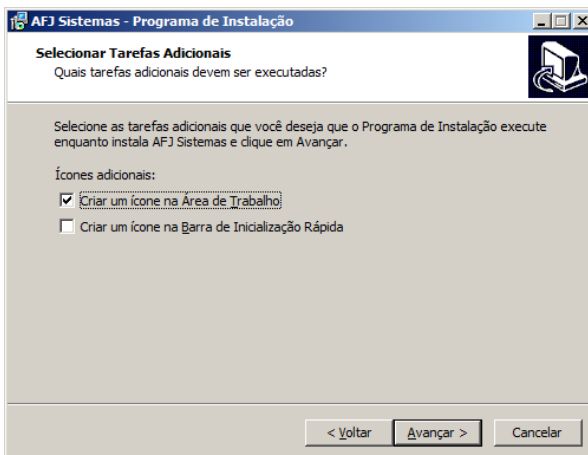 AFJ Sistemas - Programa de Instalação
Selecionar Tarefas Adicionais
Quais tarefas adicionais devem ser executadas?
Selecione as tarefas adicionais que você deseja que o Programa de Instalação execute
enquanto instala AFJ Sistemas e clique em Avançar.
Ícones adicionais:
Criar um ícone na Área de Trabalho
Criar um ícone na Barra de Inicialização Rápida
< Voltar Avançar > Cancelar